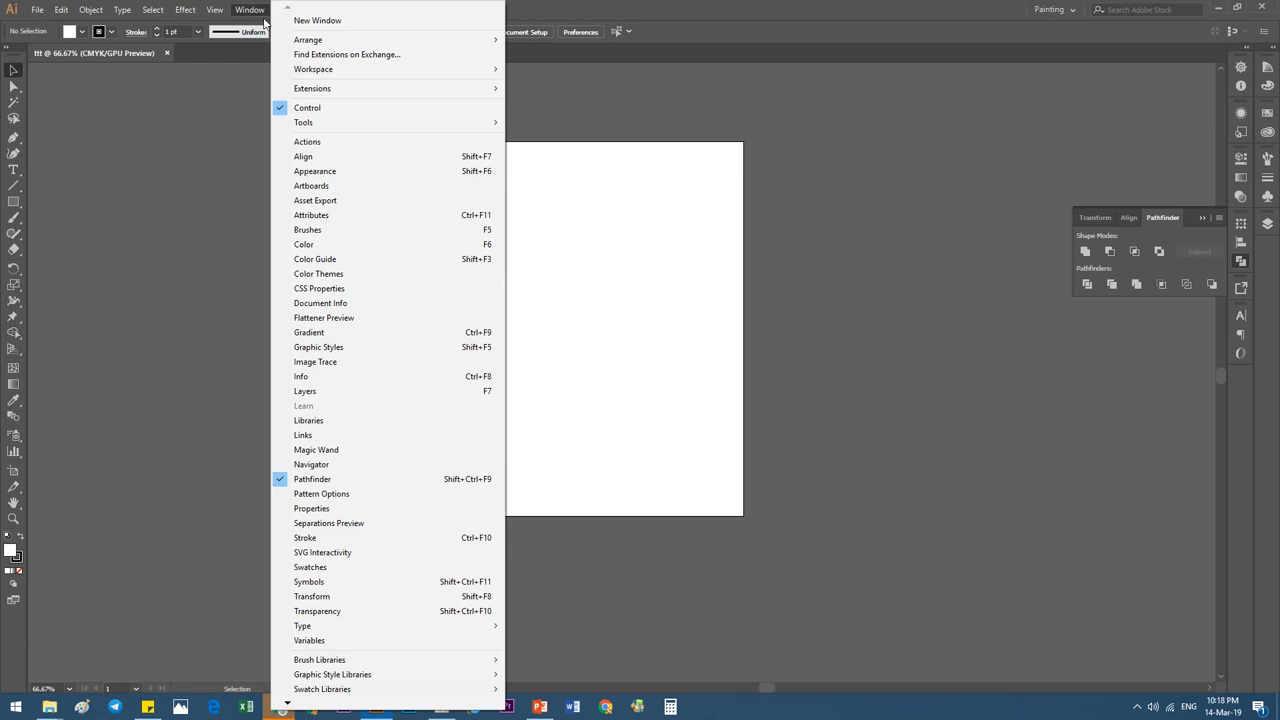 Ai File Edit Object Type Select Effect View Window
Painting
Search Adobe Stock
No Selection
Stroke:
1 pt
Uniform
Document Setup
Preferences
ttt @ 66.67% (CMYK/GPU Preview)
New Window
Arrange
Find Extensions on Exchange...
Workspace
Extensions
Control
Tools
Actions
Align Shift+F7
Appearance Shift+F6
Artboards
Asset Export
Attributes Ctrl+F11
Brushes F5
Color F6
Color Guide Shift+F3
Color Themes
CSS Properties
Document Info
Flattener Preview
Gradient Ctrl+F9
Graphic Styles Shift+F5
Image Trace
Info Ctrl+F8
Layers F7
Learn
Libraries
Links
Magic Wand
Navigator
Pathfinder Shift+Ctrl+F9
Pattern Options
Properties
Separations Preview
Stroke Ctrl+F10
SVG Interactivity
Swatches
Symbols Shift+Ctrl+F11
Transform Shift+F8
Transparency Shift+Ctrl+F10
Type
Variables
Brush Libraries
Graphic Style Libraries
Swatch Libraries
Transform Align Pathfinder
Shape Modes:
Expand
Pathfinders:
66.67%
1
Selection
10:18 PM
14-Mar-19